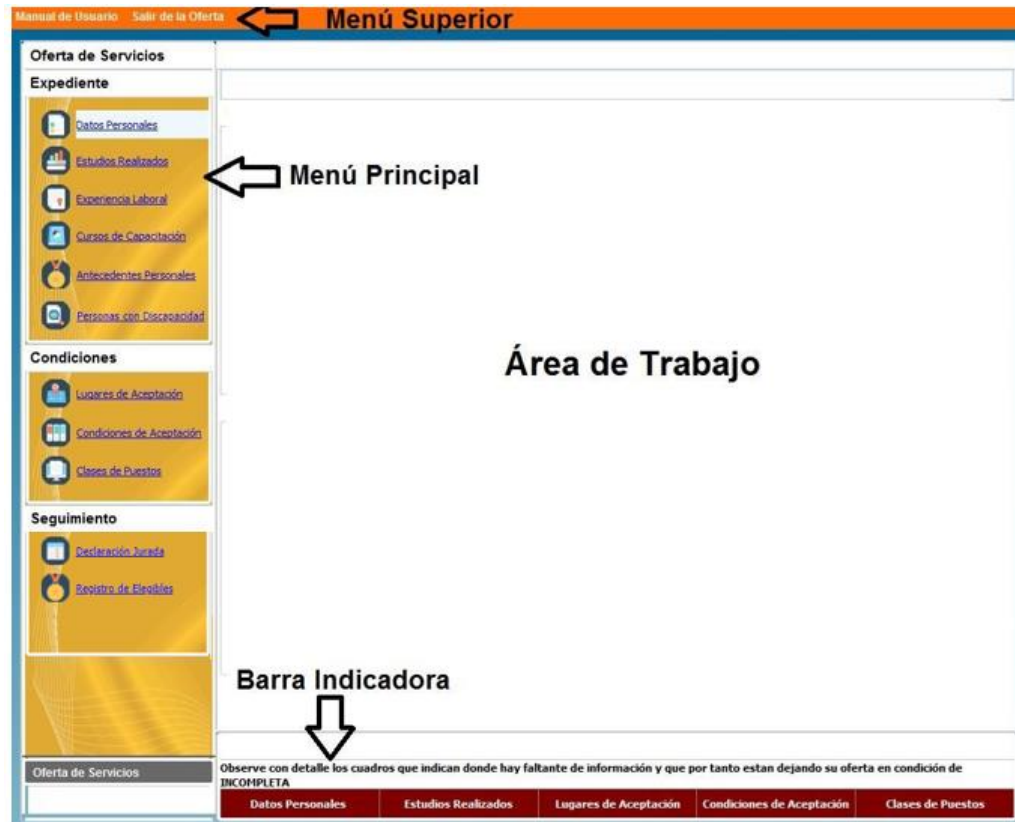 Manual de Usuario Salir de la Oferta
Menú Superior
Oferta de Servicios
Expediente
Datos Personales
Estudios Realizados
Menú Principal
Experiencia Laboral
Cursos de Capacitación
Antecedentes Personales
Personas con Discapacidad
Condiciones
Área de Trabajo
Lugares de Aceptación
Condiciones de Aceptación
Clases de Puestos
Seguimiento
Declaración Jurada
Registro de Elegibles
Barra Indicadora
Oferta de Servicios
Observe con detalle los cuadros que indican donde hay faltante de información y que por tanto estan dejando su oferta en condición de
INCOMPLETA
Datos Personales Estudios Realizados Lugares de Aceptación Condiciones de Aceptación Clases de Puestos